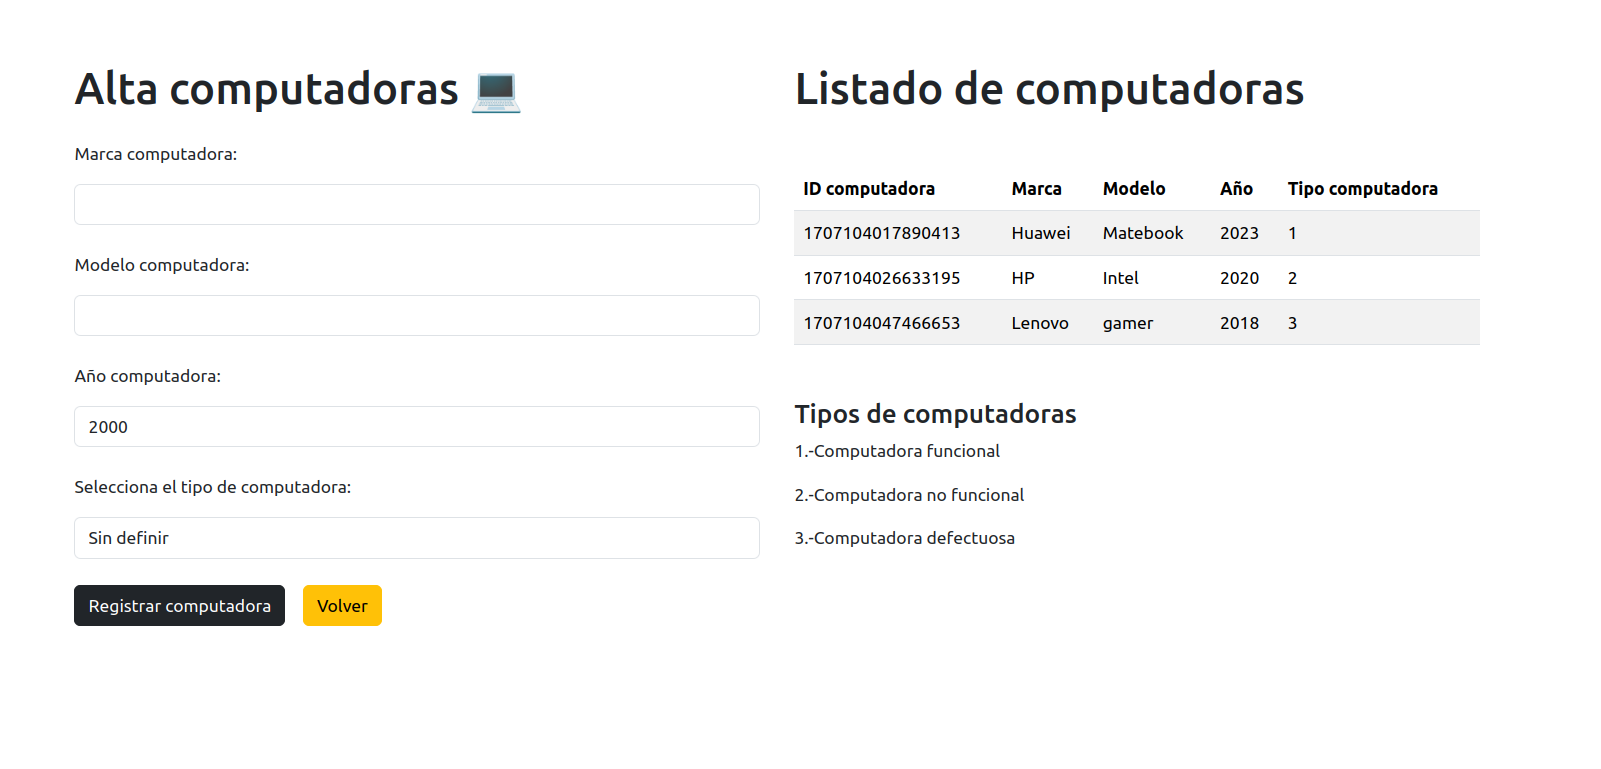 Alta computadoras 💻
Marca computadora:
Modelo computadora:
Año computadora:
2000
Selecciona el tipo de computadora:
Sin definir
Registrar computadora Volver
Listado de computadoras
ID computadora Marca Modelo Año Tipo computadora
1707104017890413 Huawei Matebook 2023 1
1707104026633195 HP Intel 2020 2
1707104047466653 Lenovo gamer 2018 3
Tipos de computadoras
1.-Computadora funcional
2.-Computadora no funcional
3.-Computadora defectuosa